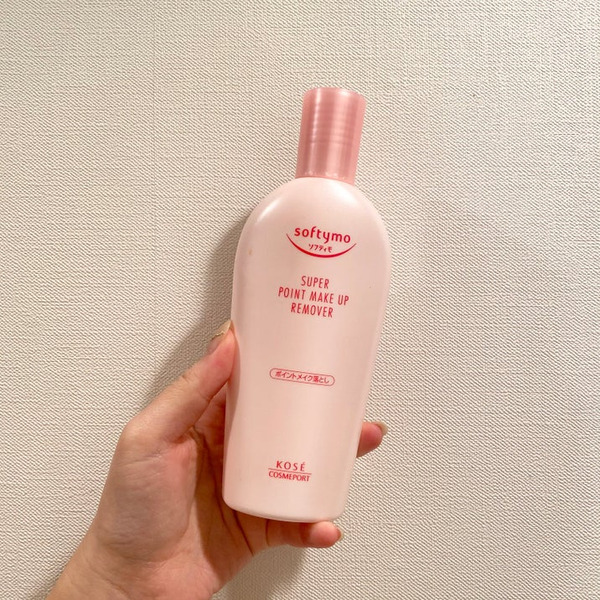 softymo
ソフティモ
SUPER
POINT MAKE UP
REMOVER
ポイントメイク落とし
KOSÉ
COSMEPORT